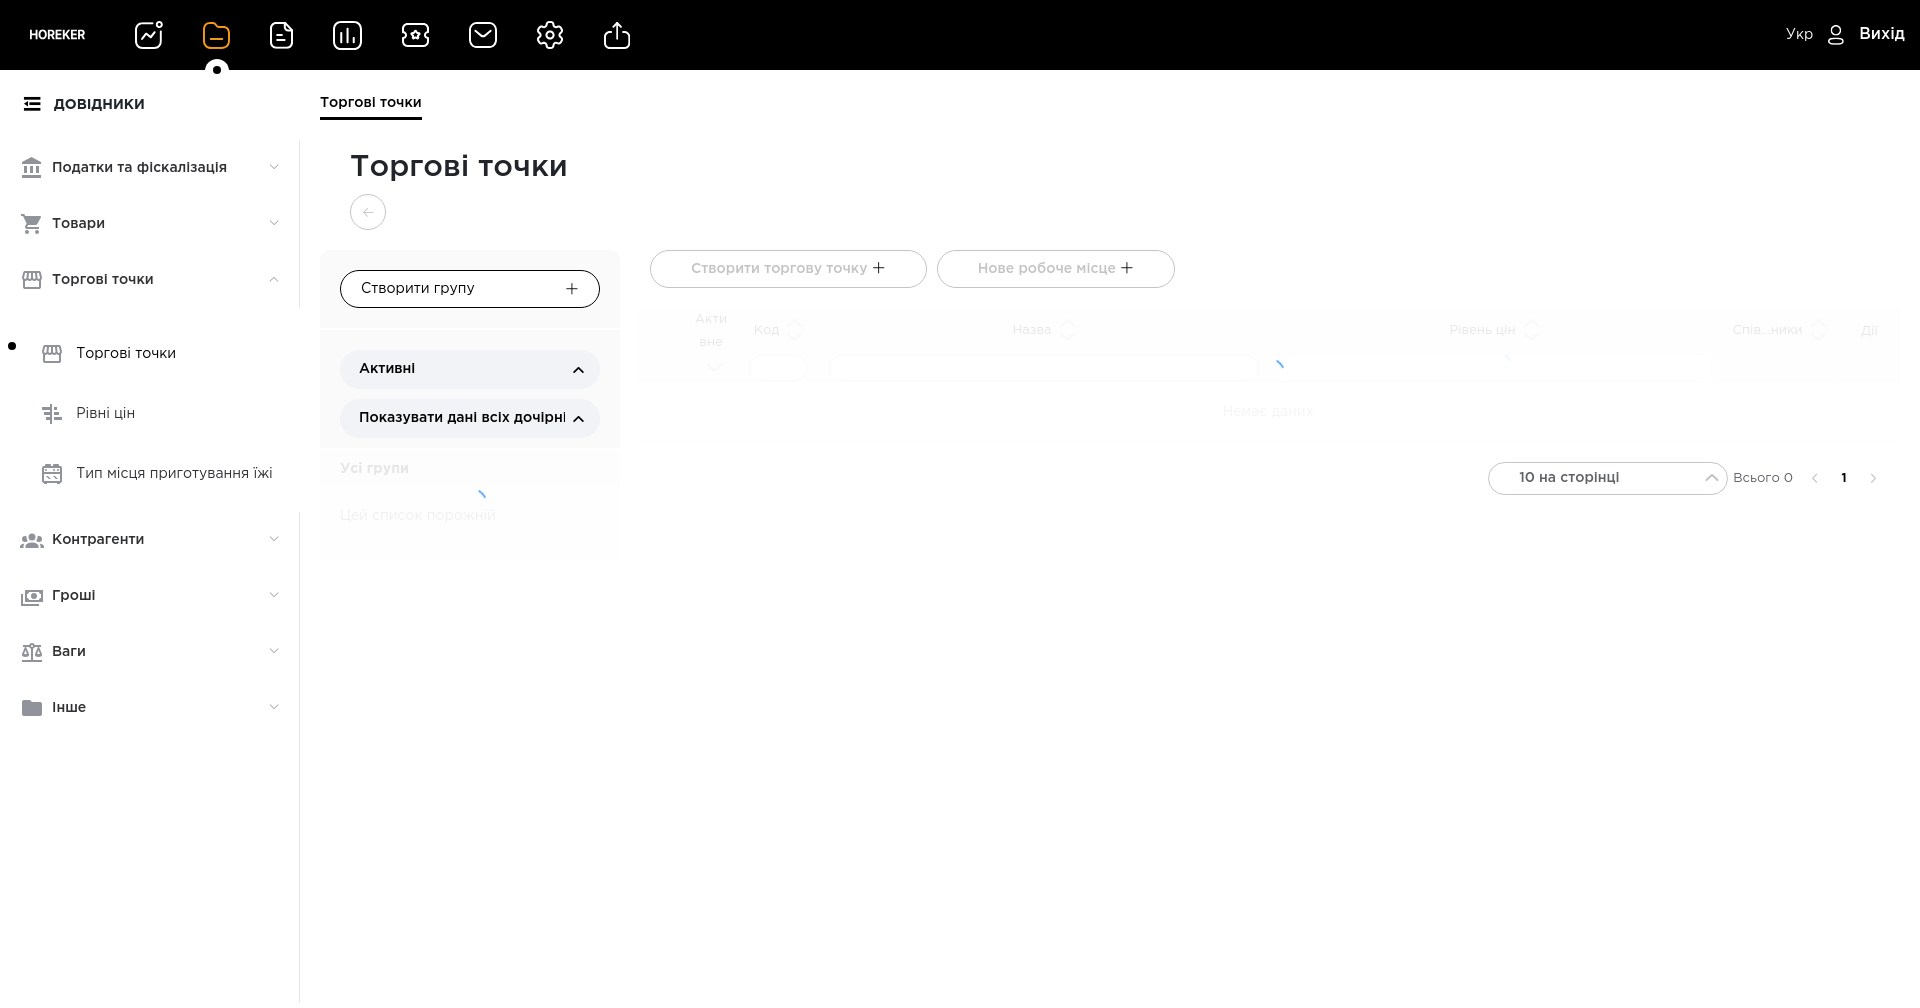 HOREKER
Укр
Вихід
ДОВІДНИКИ
Податки та фіскалізація
Товари
Торгові точки
Торгові точки
Рівні цін
Тип місця приготування їжі
Контрагенти
Гроші
Ваги
Інше
Торгові точки
Торгові точки
Створити групу
Активні
Показувати дані всіх дочірні
Усі групи
Цей список порожній
Створити торгову точку
Нове робоче місце
Акти
вне
Код
Назва
Рівень цін
Спів...ники
Дії
Немає даних
10 на сторінці
Всього 0
1